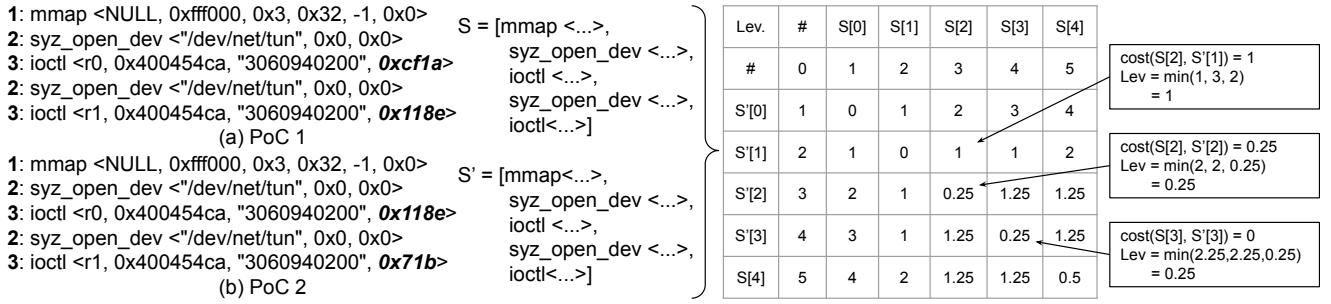 1: mmap <NULL, 0xfff000, 0x3, 0x32, -1, 0x0>
2: syz_open_dev <"/dev/net/tun", 0x0, 0x0>
3: ioctl <r0, 0x400454ca, "3060940200", 0xcf1a>
2: syz_open_dev <"/dev/net/tun", 0x0, 0x0>
3: ioctl <r1, 0x400454ca, "3060940200", 0x118e>
(a) PoC 1
1: mmap <NULL, 0xfff000, 0x3, 0x32, -1, 0x0>
2: syz_open_dev <"/dev/net/tun", 0x0, 0x0>
3: ioctl <r0, 0x400454ca, "3060940200", 0x118e>
2: syz_open_dev <"/dev/net/tun", 0x0, 0x0>
3: ioctl <r1, 0x400454ca, "3060940200", 0x71b>
(b) PoC 2
S = [mmap <...>,
syz_open_dev <...>,
ioctl <...>,
syz_open_dev <...>,
ioctl<...>]
S' = [mmap<...>,
syz_open_dev <...>,
ioctl <...>,
syz_open_dev <...>,
ioctl<...>]
Lev. # S[0] S[1] S[2] S[3] S[4]
# 0 1 2 3 4 5
S'[0] 1 0 1 2 3 4
S'[1] 2 1 0 1 1 2
S'[2] 3 2 1 0.25 1.25 1.25
S'[3] 4 3 1 1.25 0.25 1.25
S[4] 5 4 2 1.25 1.25 0.5
cost(S[2], S'[1]) = 1
Lev = min(1, 3, 2)
= 1
cost(S[2], S'[2]) = 0.25
Lev = min(2, 2, 0.25)
= 0.25
cost(S[3], S'[3]) = 0
Lev = min(2.25,2.25,0.25)
= 0.25